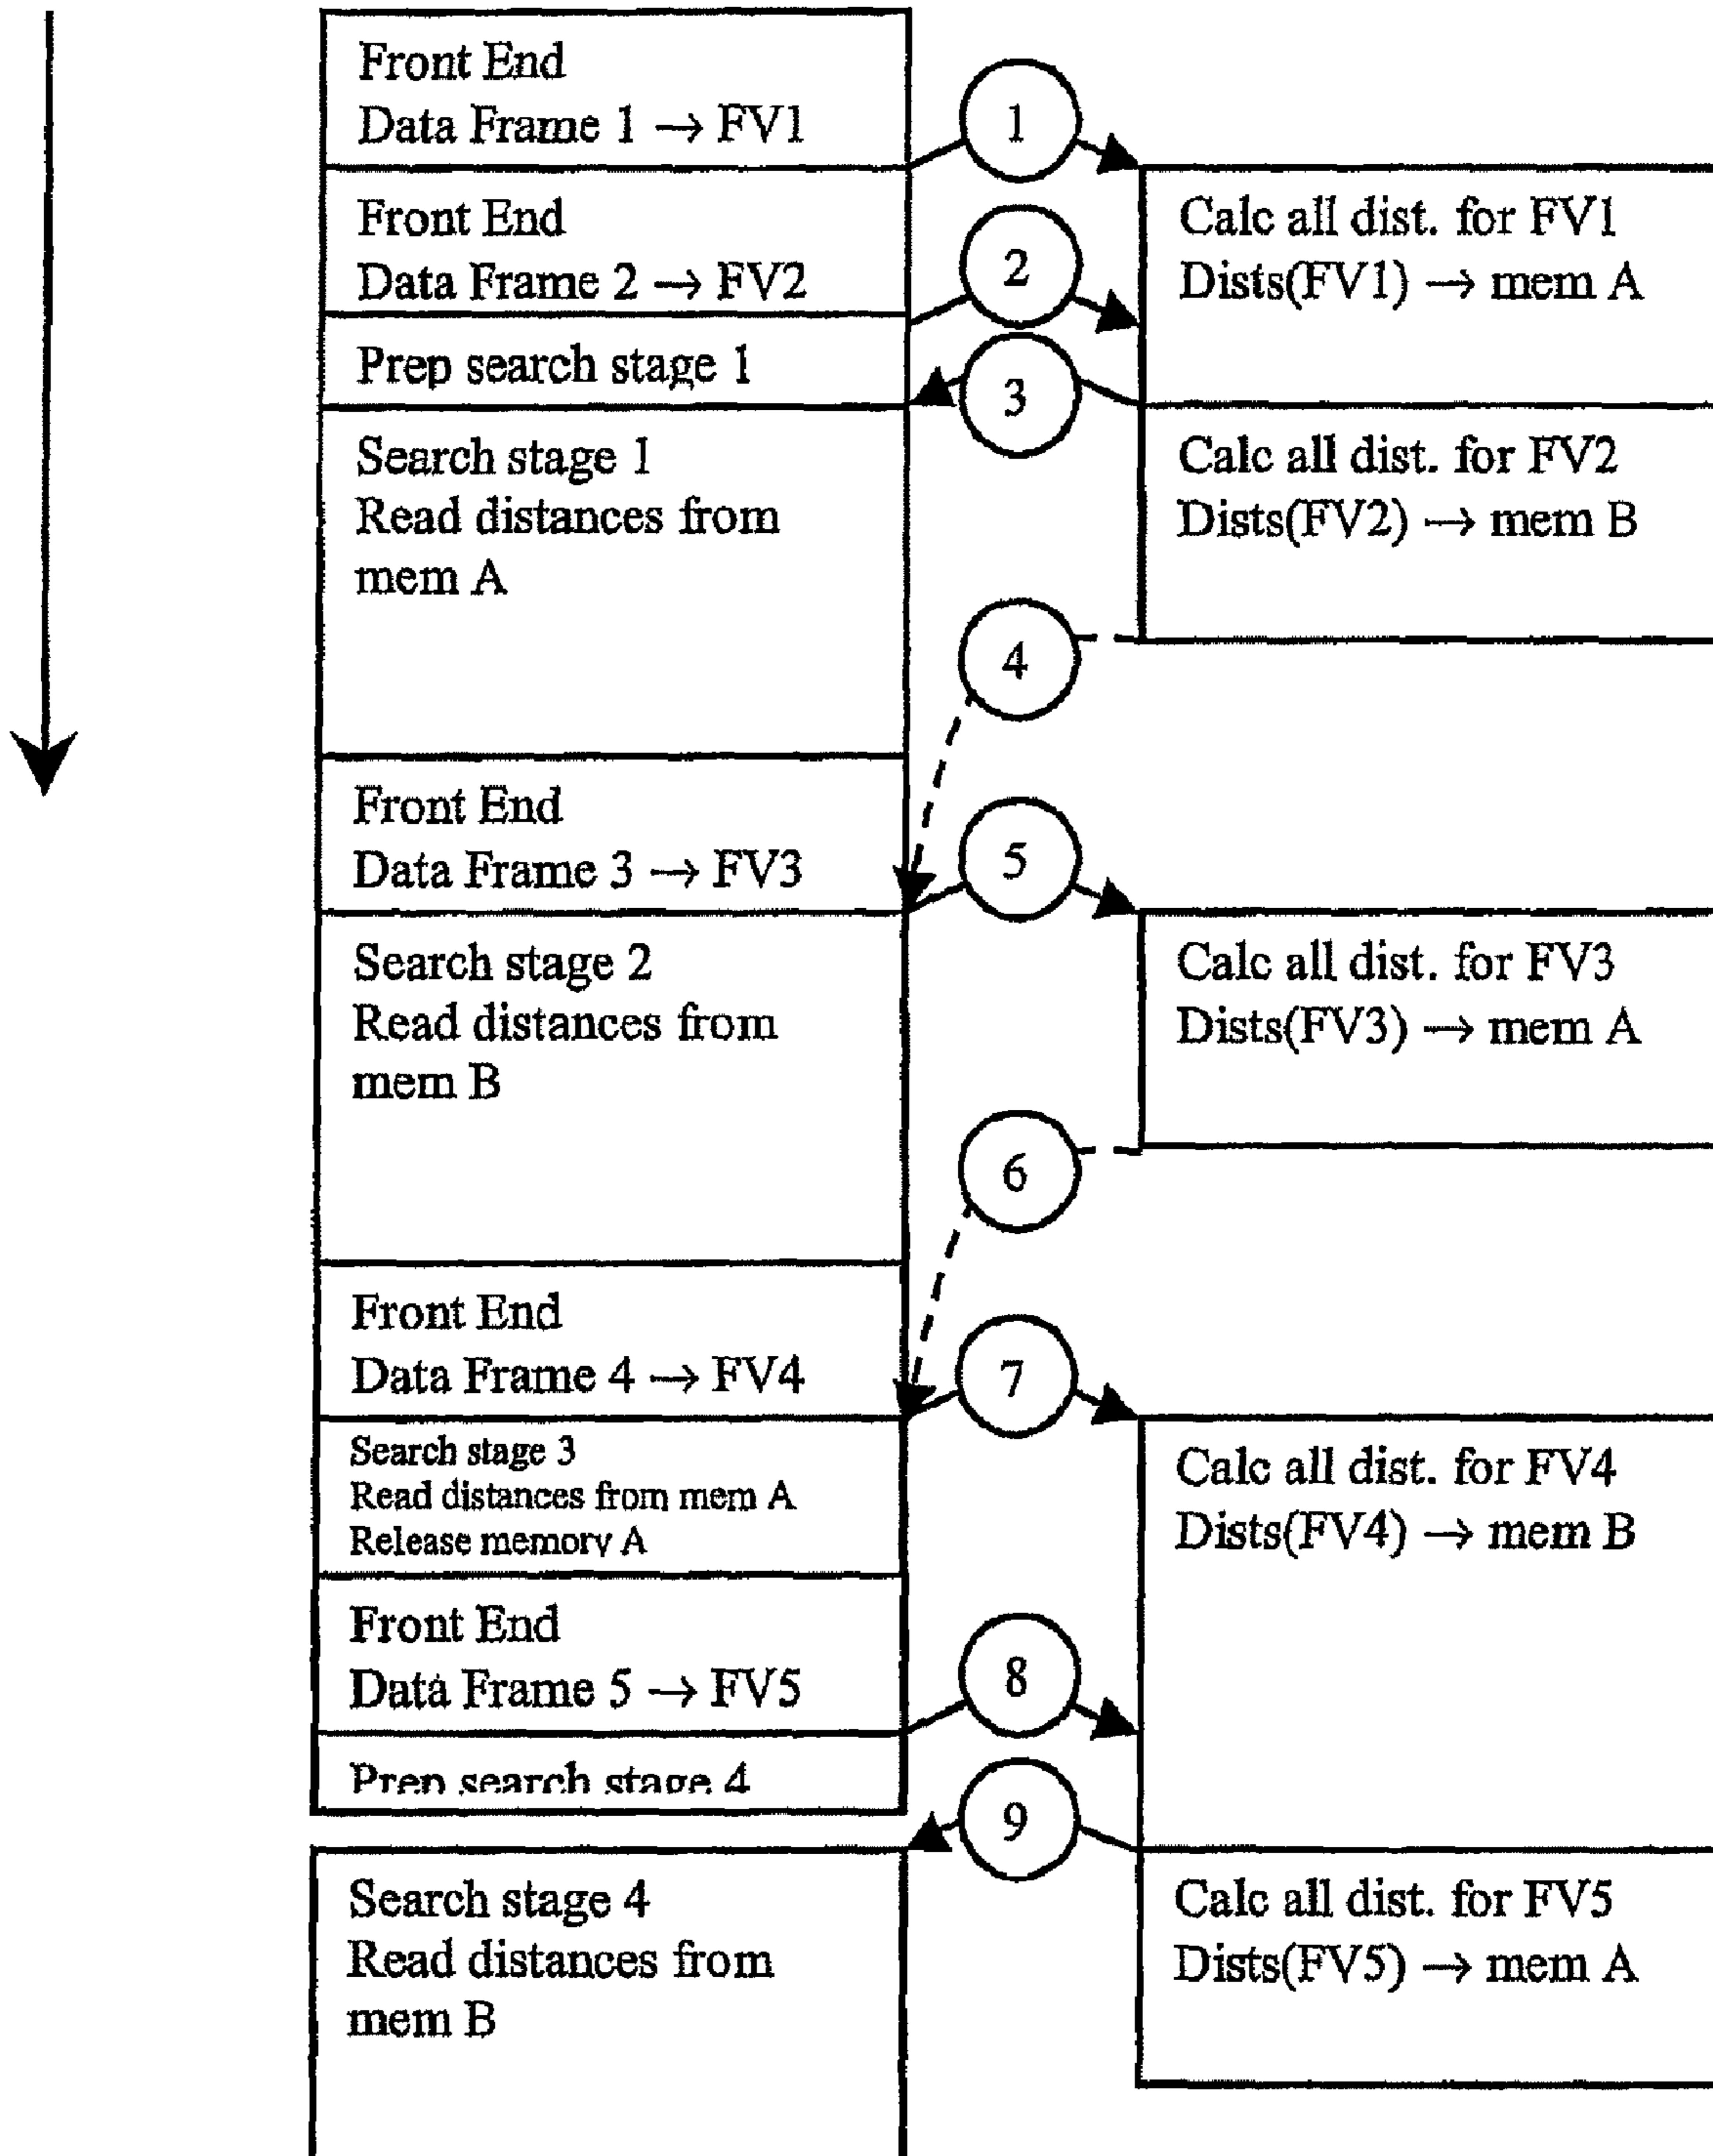 Front End
Data Frame 1 → FV1
1
Front End
Data Frame 2 → FV2
2
Calc all dist. for FV1
Dists(FV1) → mem A
Prep search stage 1
3
Search stage 1
Read distances from
mem A
Calc all dist. for FV2
Dists(FV2) → mem B
4
Front End
Data Frame 3 → FV3
5
Search stage 2
Read distances from
mem B
Calc all dist. for FV3
Dists(FV3) → mem A
6
Front End
Data Frame 4 → FV4
7
Search stage 3
Read distances from mem A
Release memory A
Calc all dist. for FV4
Dists(FV4) → mem B
Front End
Data Frame 5 → FV5
8
Prep search stage 4
9
Search stage 4
Read distances from
mem B
Calc all dist. for FV5
Dists(FV5) → mem A